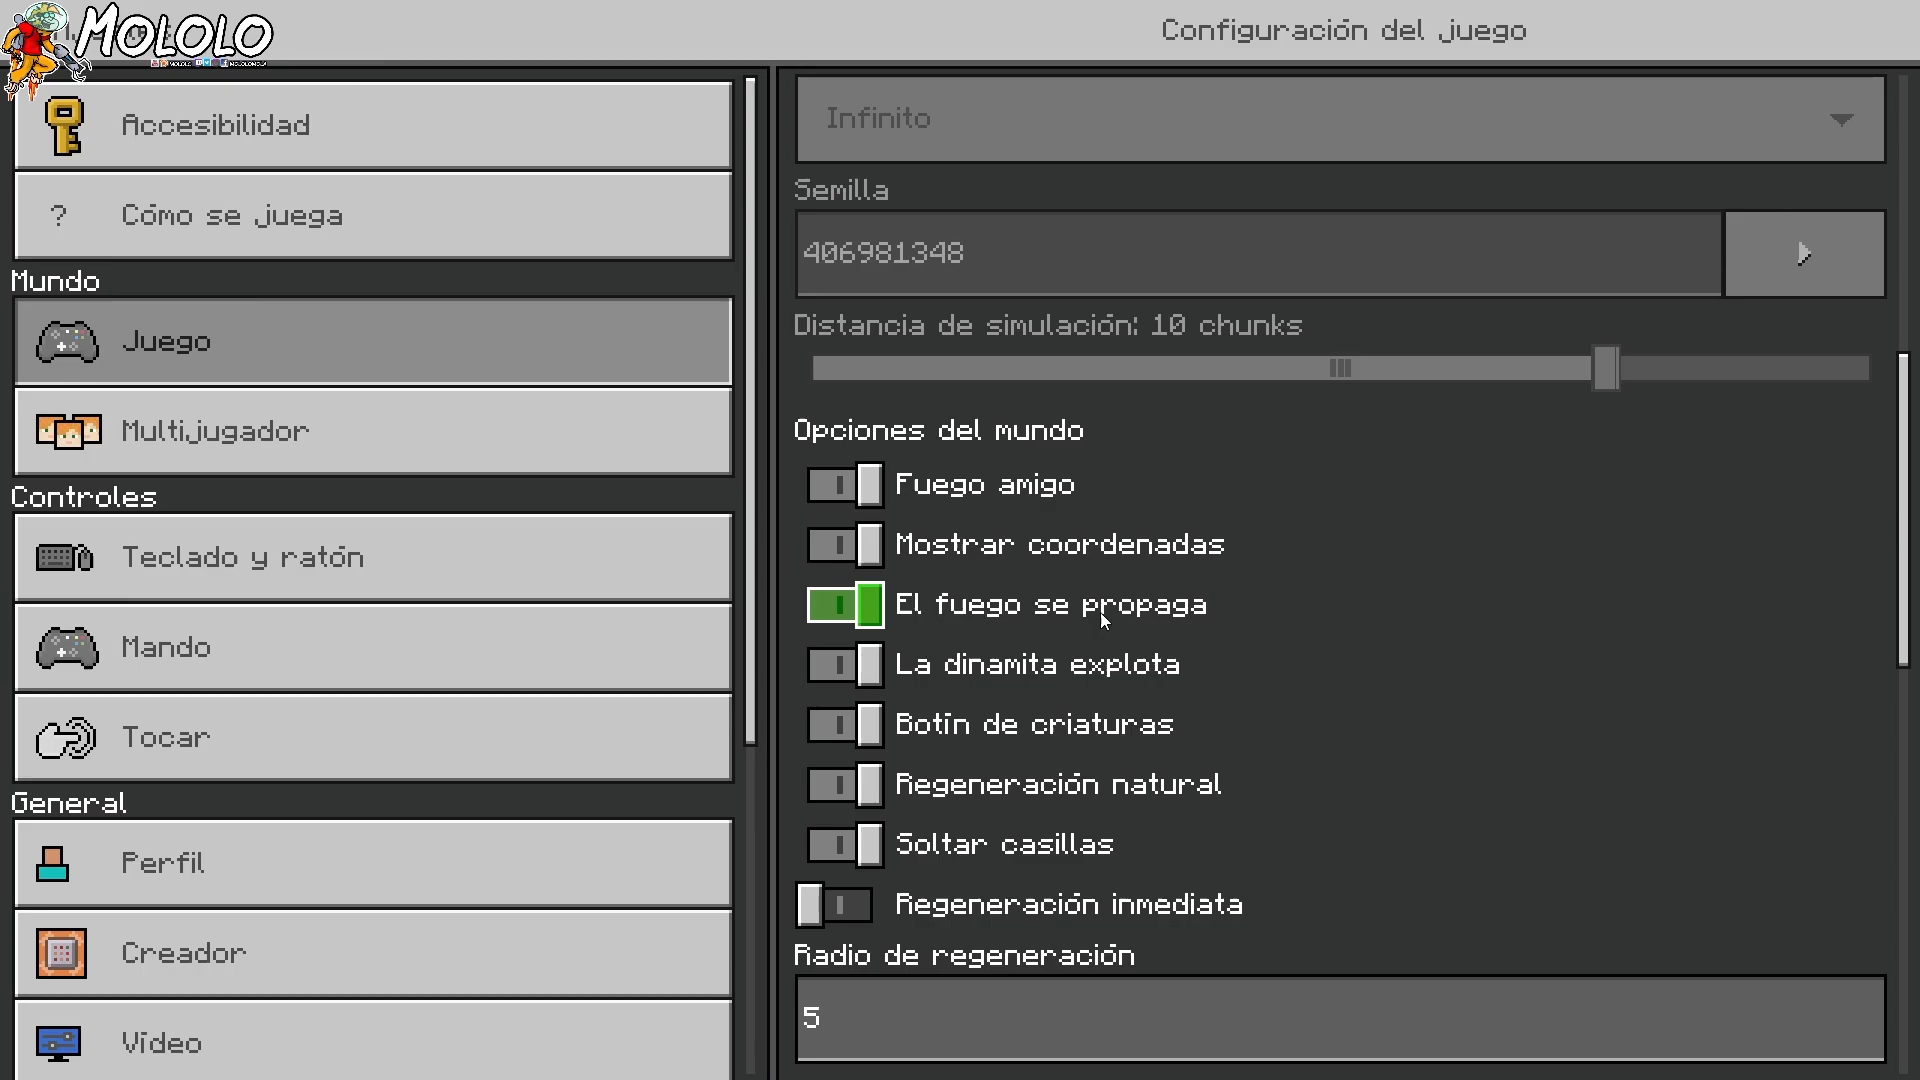 MOLOLO
Configuración del juego
Accesibilidad
? Cómo se juega
Mundo
Juego
Multijugador
Controles
Teclado y ratón
Mando
Tocar
General
Perfil
Creador
Vídeo
Infinito
Semilla
406981348
Distancia de simulación: 10 chunks
Opciones del mundo
Fuego amigo
Mostrar coordenadas
El fuego se propaga
La dinamita explota
Botín de criaturas
Regeneración natural
Soltar casillas
Regeneración inmediata
Radio de regeneración
5